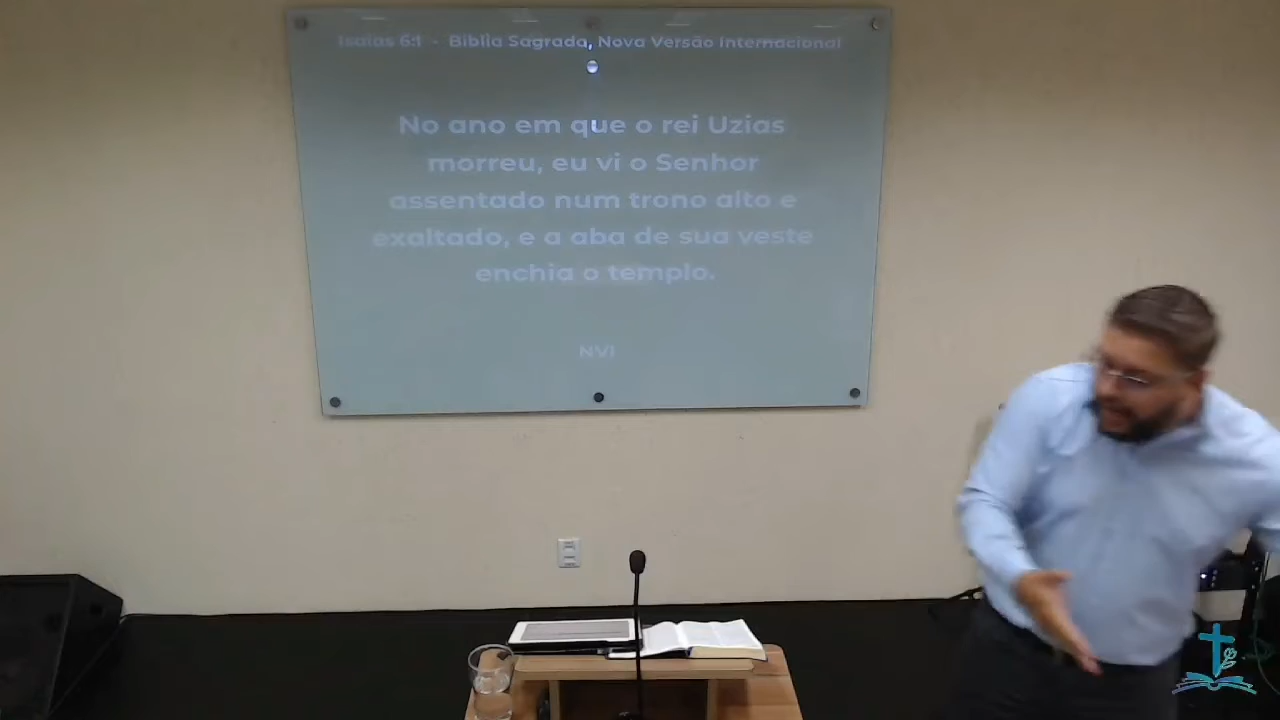 Isaías 6:1 - Bíblia Sagrada, Nova Versão Internacional
No ano em que o rei Uzias
morreu, eu vi o Senhor
assentado num trono alto e
exaltado, e a aba de sua veste
enchia o templo.
NVI